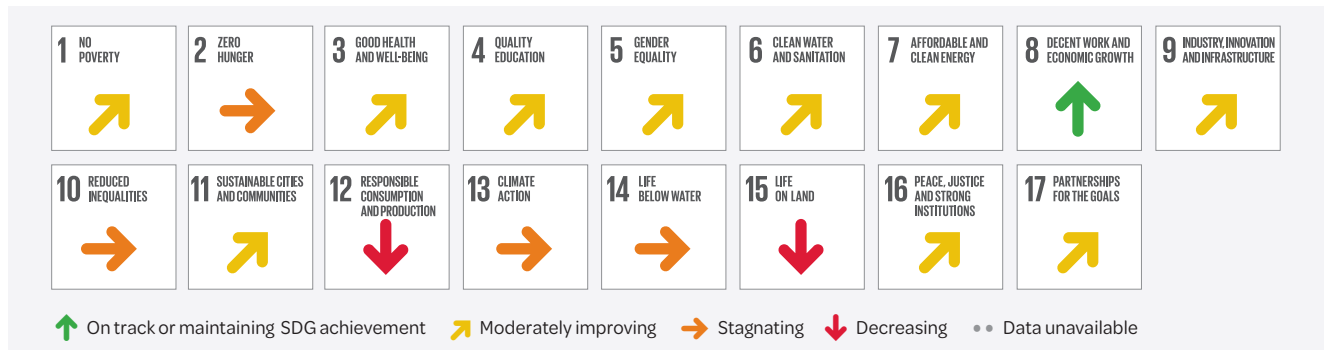 1 NO
POVERTY
2 ZERO
HUNGER
3 GOOD HEALTH
AND WELL-BEING
4 QUALITY
EDUCATION
5 GENDER
EQUALITY
6 CLEAN WATER
AND SANITATION
7 AFFORDABLE AND
CLEAN ENERGY
8 DECENT WORK AND
ECONOMIC GROWTH
9 INDUSTRY, INNOVATION
AND INFRASTRUCTURE
10 REDUCED
INEQUALITIES
11 SUSTAINABLE CITIES
AND COMMUNITIES
12 RESPONSIBLE
CONSUMPTION
AND PRODUCTION
13 CLIMATE
ACTION
14 LIFE
BELOW WATER
15 LIFE
ON LAND
16 PEACE, JUSTICE
AND STRONG
INSTITUTIONS
17 PARTNERSHIPS
FOR THE GOALS
On track or maintaining SDG achievement Moderately improving Stagnating Decreasing Data unavailable